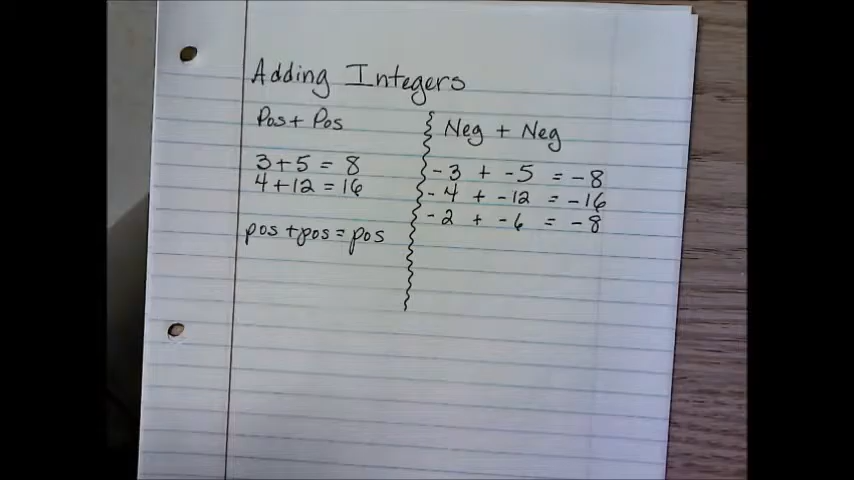 Adding Integers
Pos + Pos
3 + 5 = 8
4 + 12 = 16
pos + pos = pos
Neg + Neg
-3 + -5 = -8
-4 + -12 = -16
-2 + -6 = -8